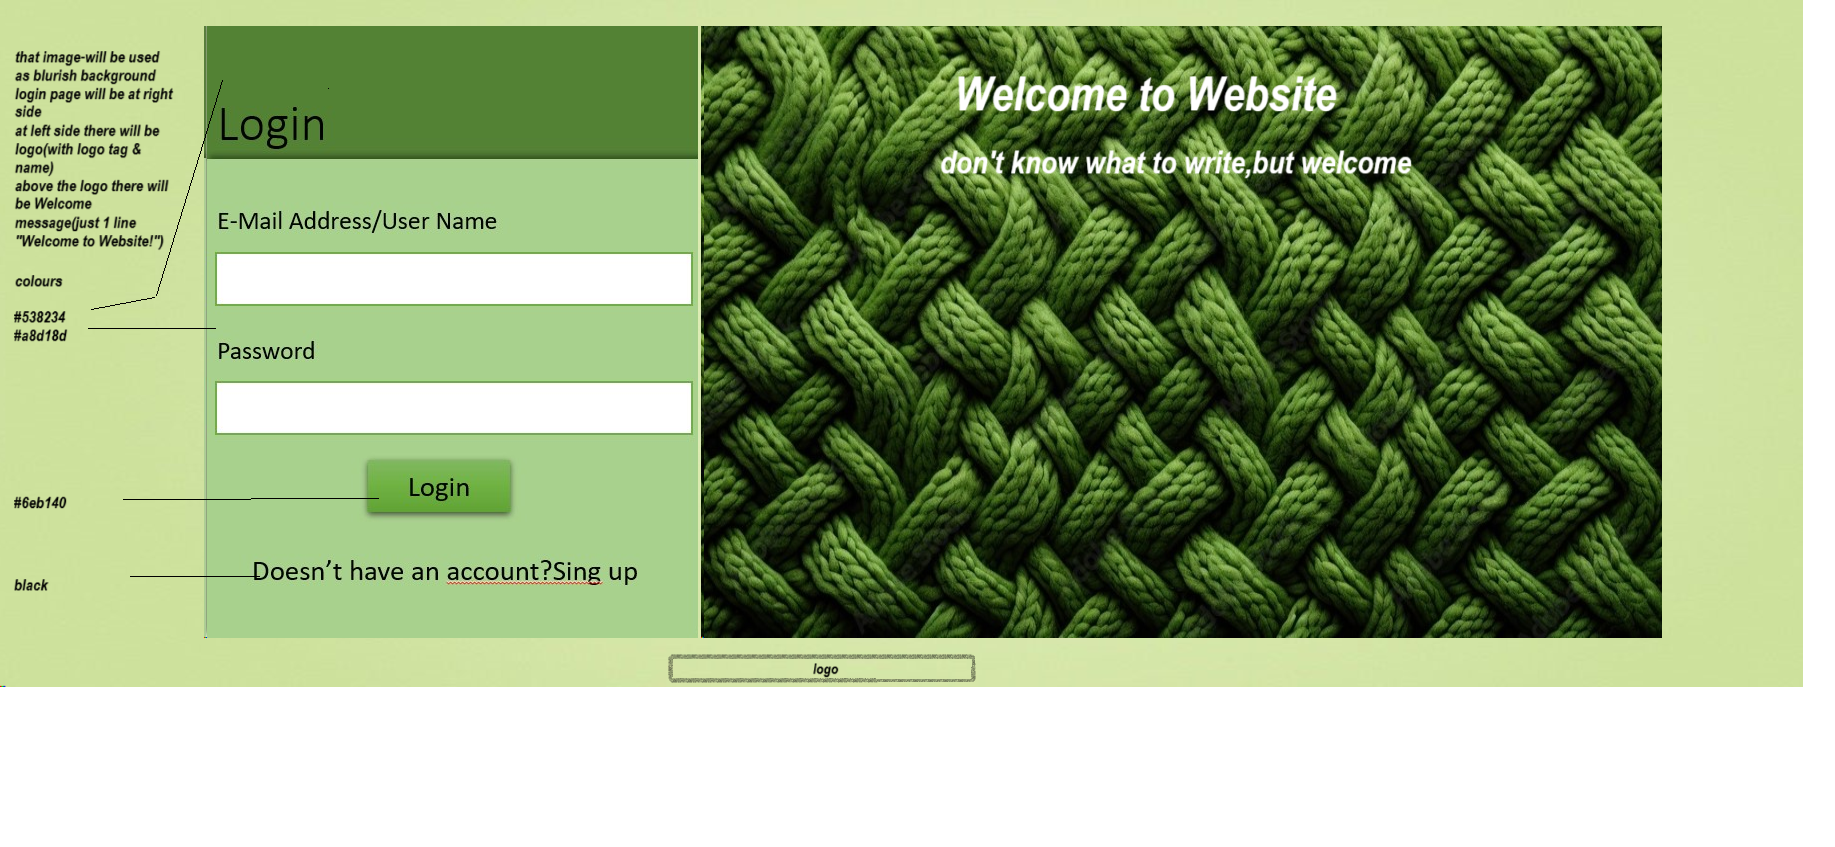 that image-will be used
as blurish background
login page will be at right
side
at left side there will be
logo(with logo tag &
name)
above the logo there will
be Welcome
message(just 1 line
"Welcome to Website!")
colours
#538234
#a8d18d
#6eb140
black
Login
E-Mail Address/User Name
Password
Login
Doesn’t have an account?Sing up
Welcome to Website
don't know what to write,but welcome
logo